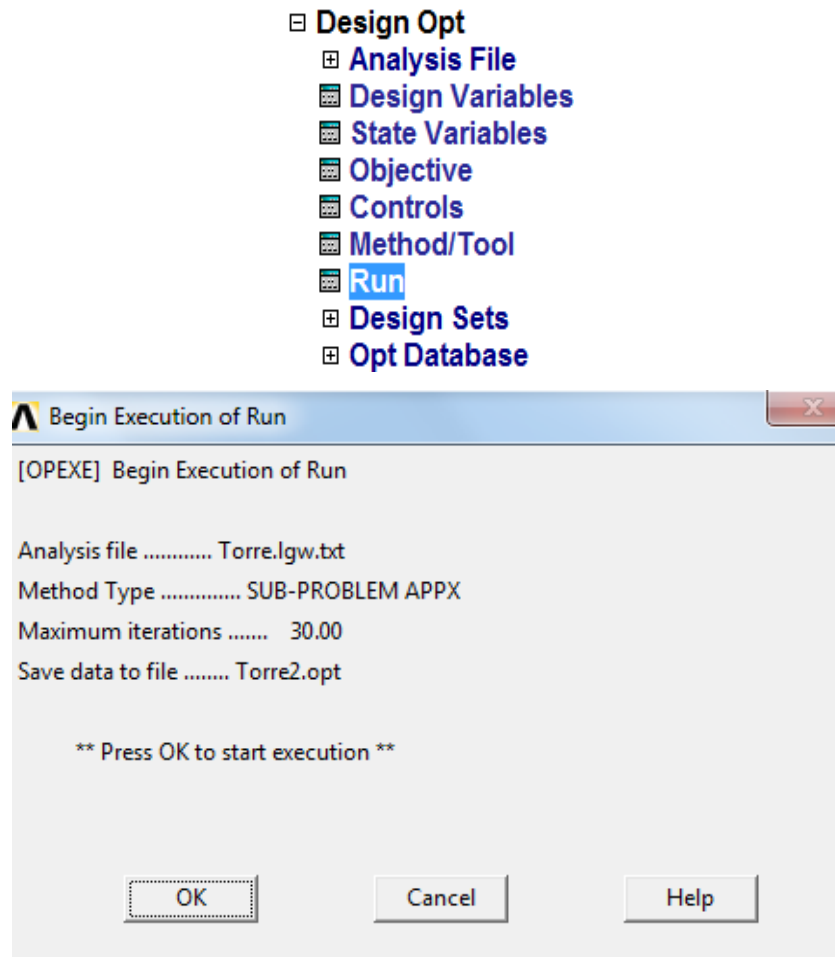 Design Opt
Analysis File
Design Variables
State Variables
Objective
Controls
Method/Tool
Run
Design Sets
Opt Database
Begin Execution of Run
[OPEXE] Begin Execution of Run
Analysis file ............ Torre.lgw.txt
Method Type .............. SUB-PROBLEM APPX
Maximum iterations ....... 30.00
Save data to file ........ Torre2.opt
** Press OK to start execution **
OK Cancel Help